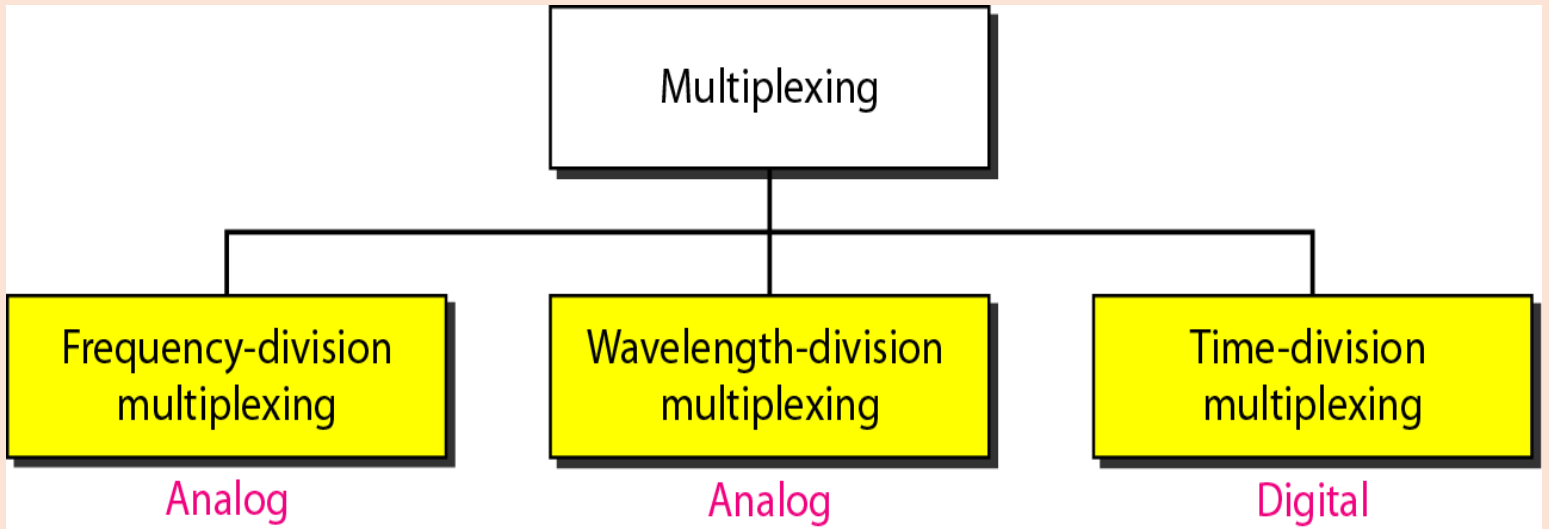 Multiplexing
Frequency-division
multiplexing
Wavelength-division
multiplexing
Time-division
multiplexing
Analog
Analog
Digital